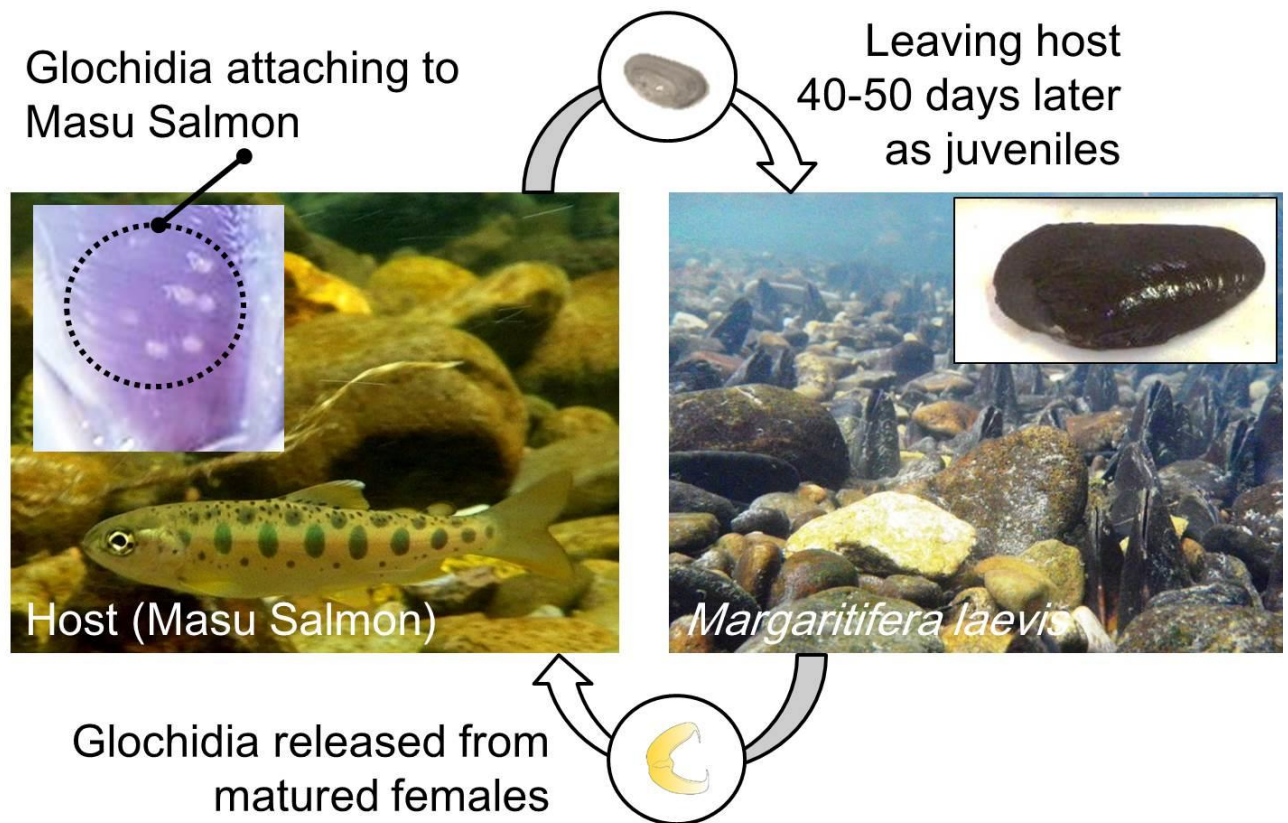 Glochidia attaching to
Masu Salmon
Leaving host
40-50 days later
as juveniles
Host (Masu Salmon)
Margaritifera laevis
Glochidia released from
matured females